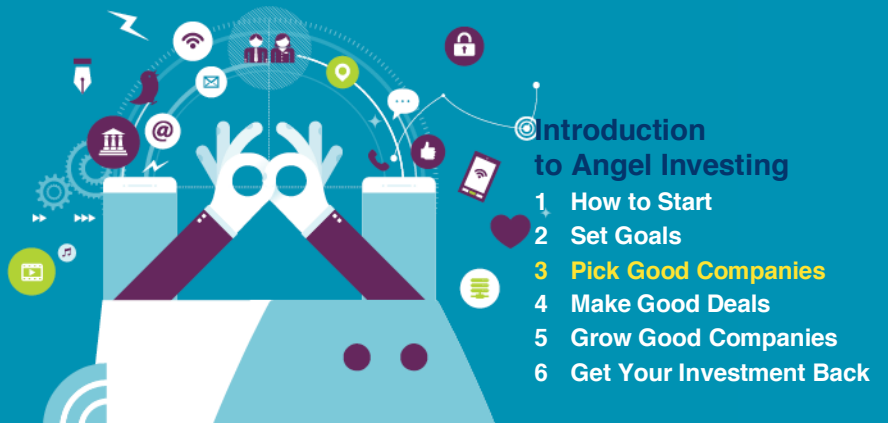 Introduction
to Angel Investing
1 How to Start
2 Set Goals
3 Pick Good Companies
4 Make Good Deals
5 Grow Good Companies
6 Get Your Investment Back